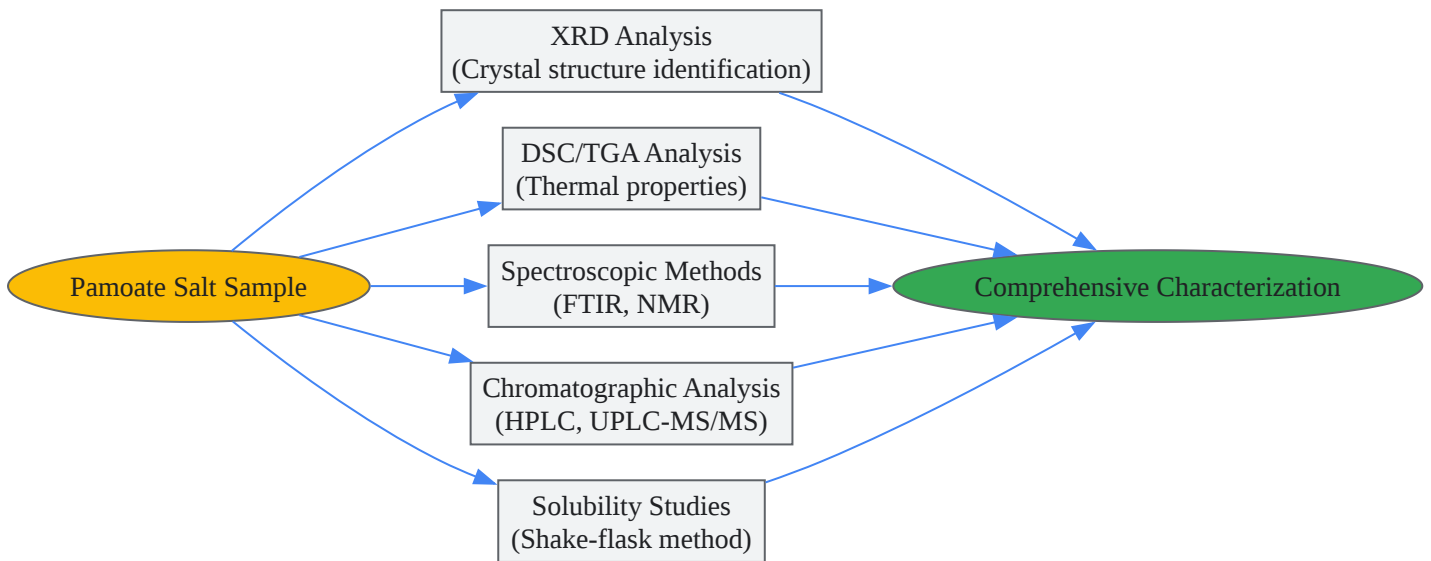 XRD Analysis
(Crystal structure identification)
DSC/TGA Analysis
(Thermal properties)
Pamoate Salt Sample
Spectroscopic Methods
(FTIR, NMR)
Comprehensive Characterization
Chromatographic Analysis
(HPLC, UPLC-MS/MS)
Solubility Studies
(Shake-flask method)